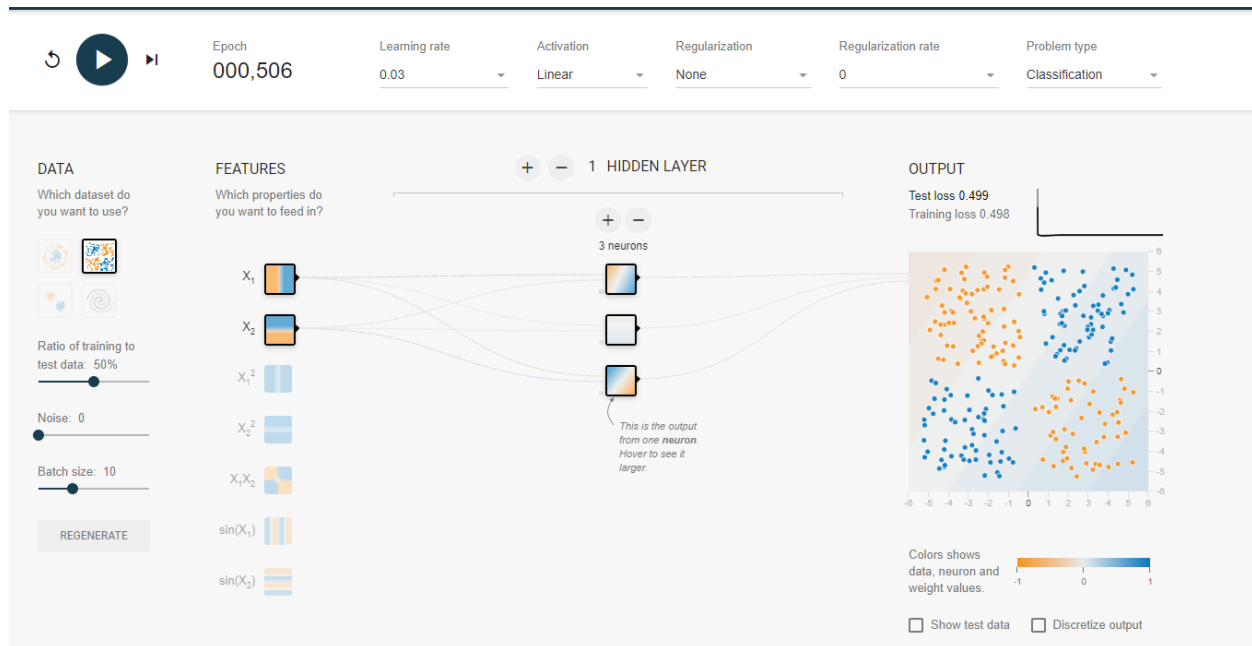 Epoch
000,506
Learning rate
0.03
Activation
Linear
Regularization
None
Regularization rate
0
Problem type
Classification
DATA
Which dataset do
you want to use?
Ratio of training to
test data: 50%
Noise: 0
Batch size: 10
REGENERATE
FEATURES
Which properties do
you want to feed in?
X₁
X₂
X₁²
X₂²
X₁X₂
sin(X₁)
sin(X₂)
+ − 1 HIDDEN LAYER
+ −
3 neurons
This is the output
from one neuron.
Hover to see it
larger.
OUTPUT
Test loss 0.499
Training loss 0.498
6
5
4
3
2
1
0
-1
-2
-3
-4
-5
-6
-6 -5 -4 -3 -2 -1 0 1 2 3 4 5 6
Colors shows
data, neuron and
weight values.
-1 0 1
Show test data
Discretize output